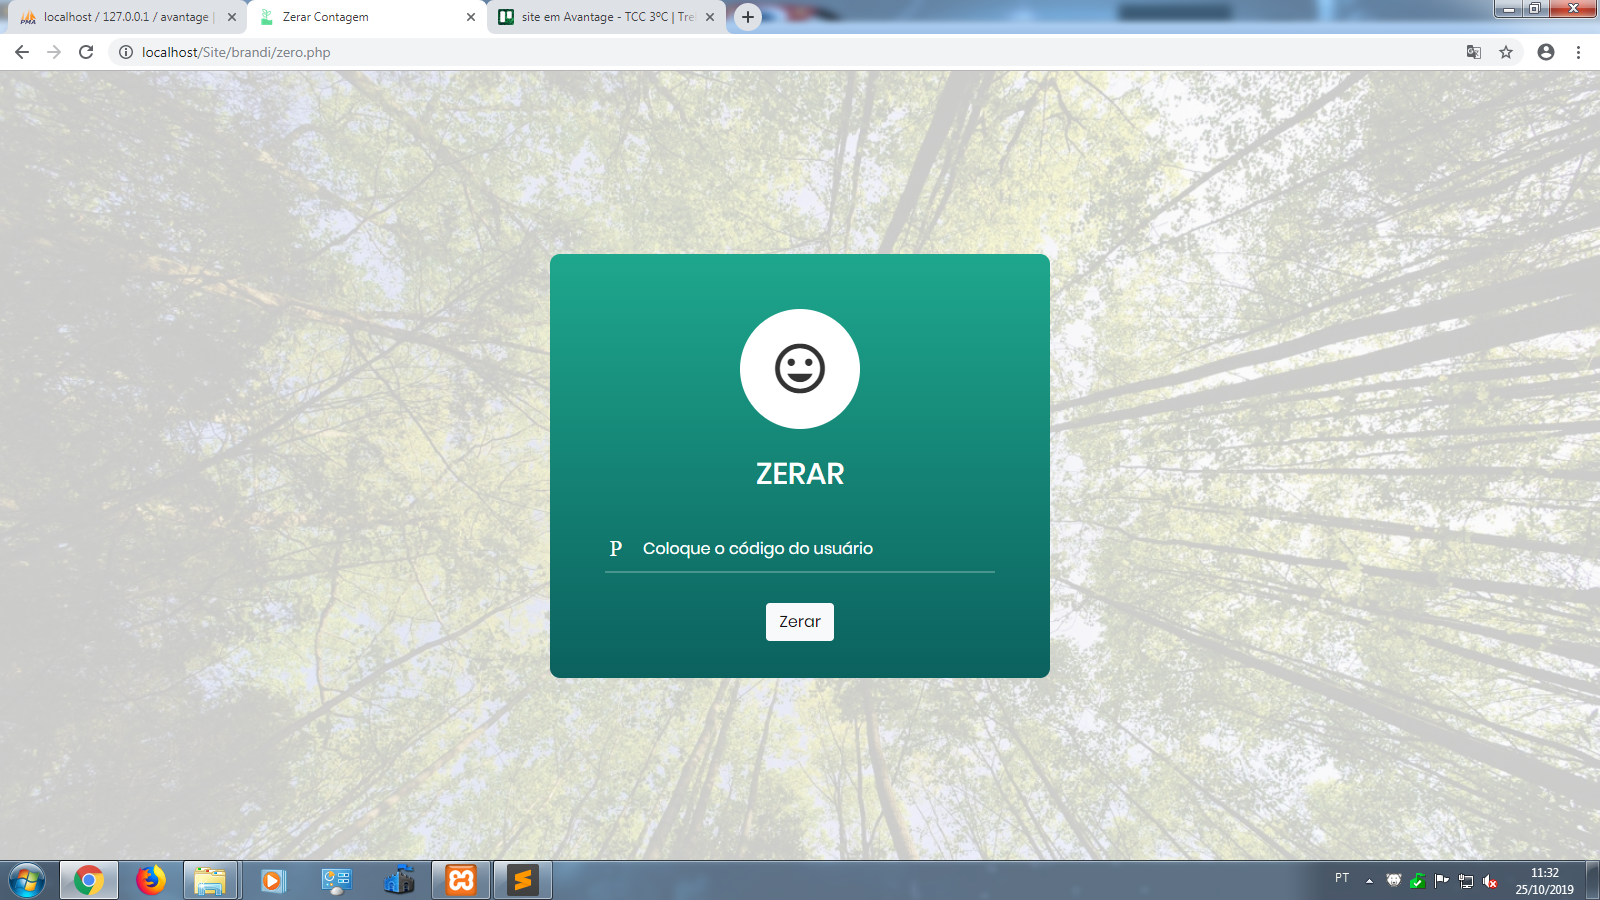 localhost / 127.0.0.1 / avantage |
Zerar Contagem
site em Avantage - TCC 3ºC | Trel
localhost/Site/brandi/zero.php
ZERAR
P Coloque o código do usuário
Zerar
PT
11:32
25/10/2019